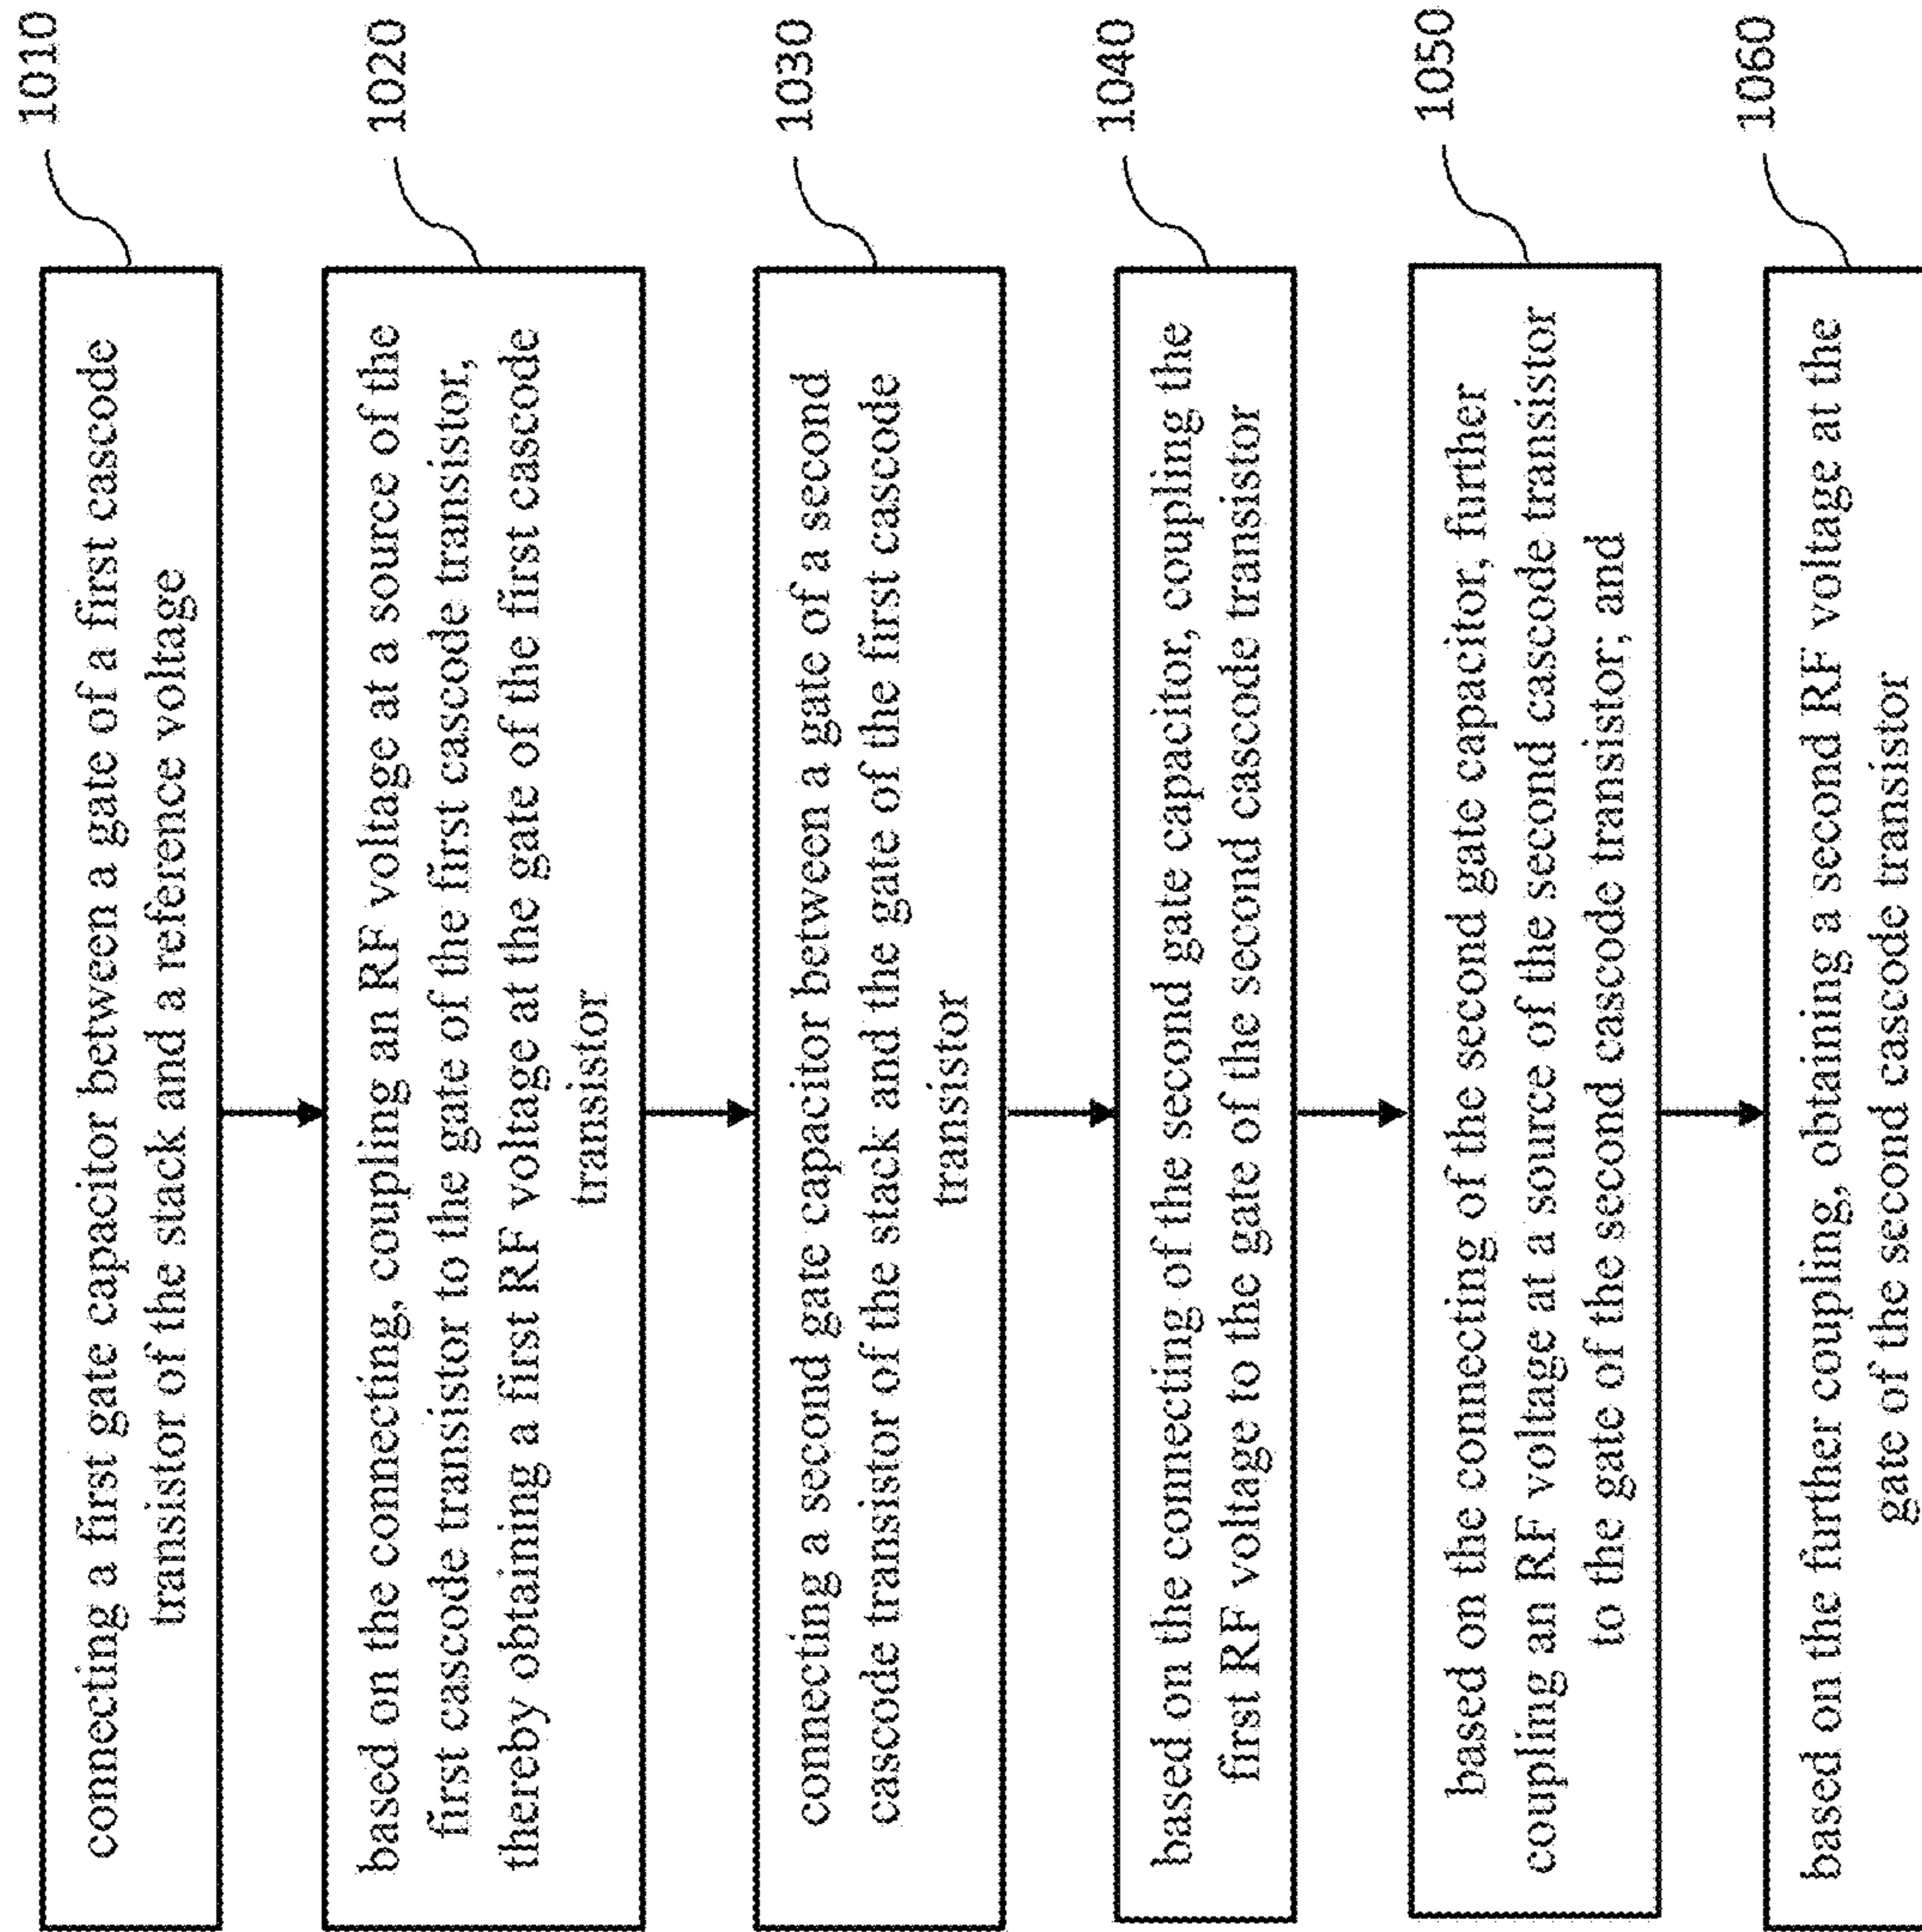 connecting a first gate capacitor between a gate of a first cascode
transistor of the stack and a reference voltage
1010
based on the connecting, coupling an RF voltage at a source of the
first cascode transistor to the gate of the first cascode transistor,
thereby obtaining a first RF voltage at the gate of the first cascode
transistor
1020
connecting a second gate capacitor between a gate of a second
cascode transistor of the stack and the gate of the first cascode
transistor
1030
based on the connecting of the second gate capacitor, coupling the
first RF voltage to the gate of the second cascode transistor
1040
based on the connecting of the second gate capacitor, further
coupling an RF voltage at a source of the second cascode transistor
to the gate of the second cascode transistor; and
1050
based on the further coupling, obtaining a second RF voltage at the
gate of the second cascode transistor
1060